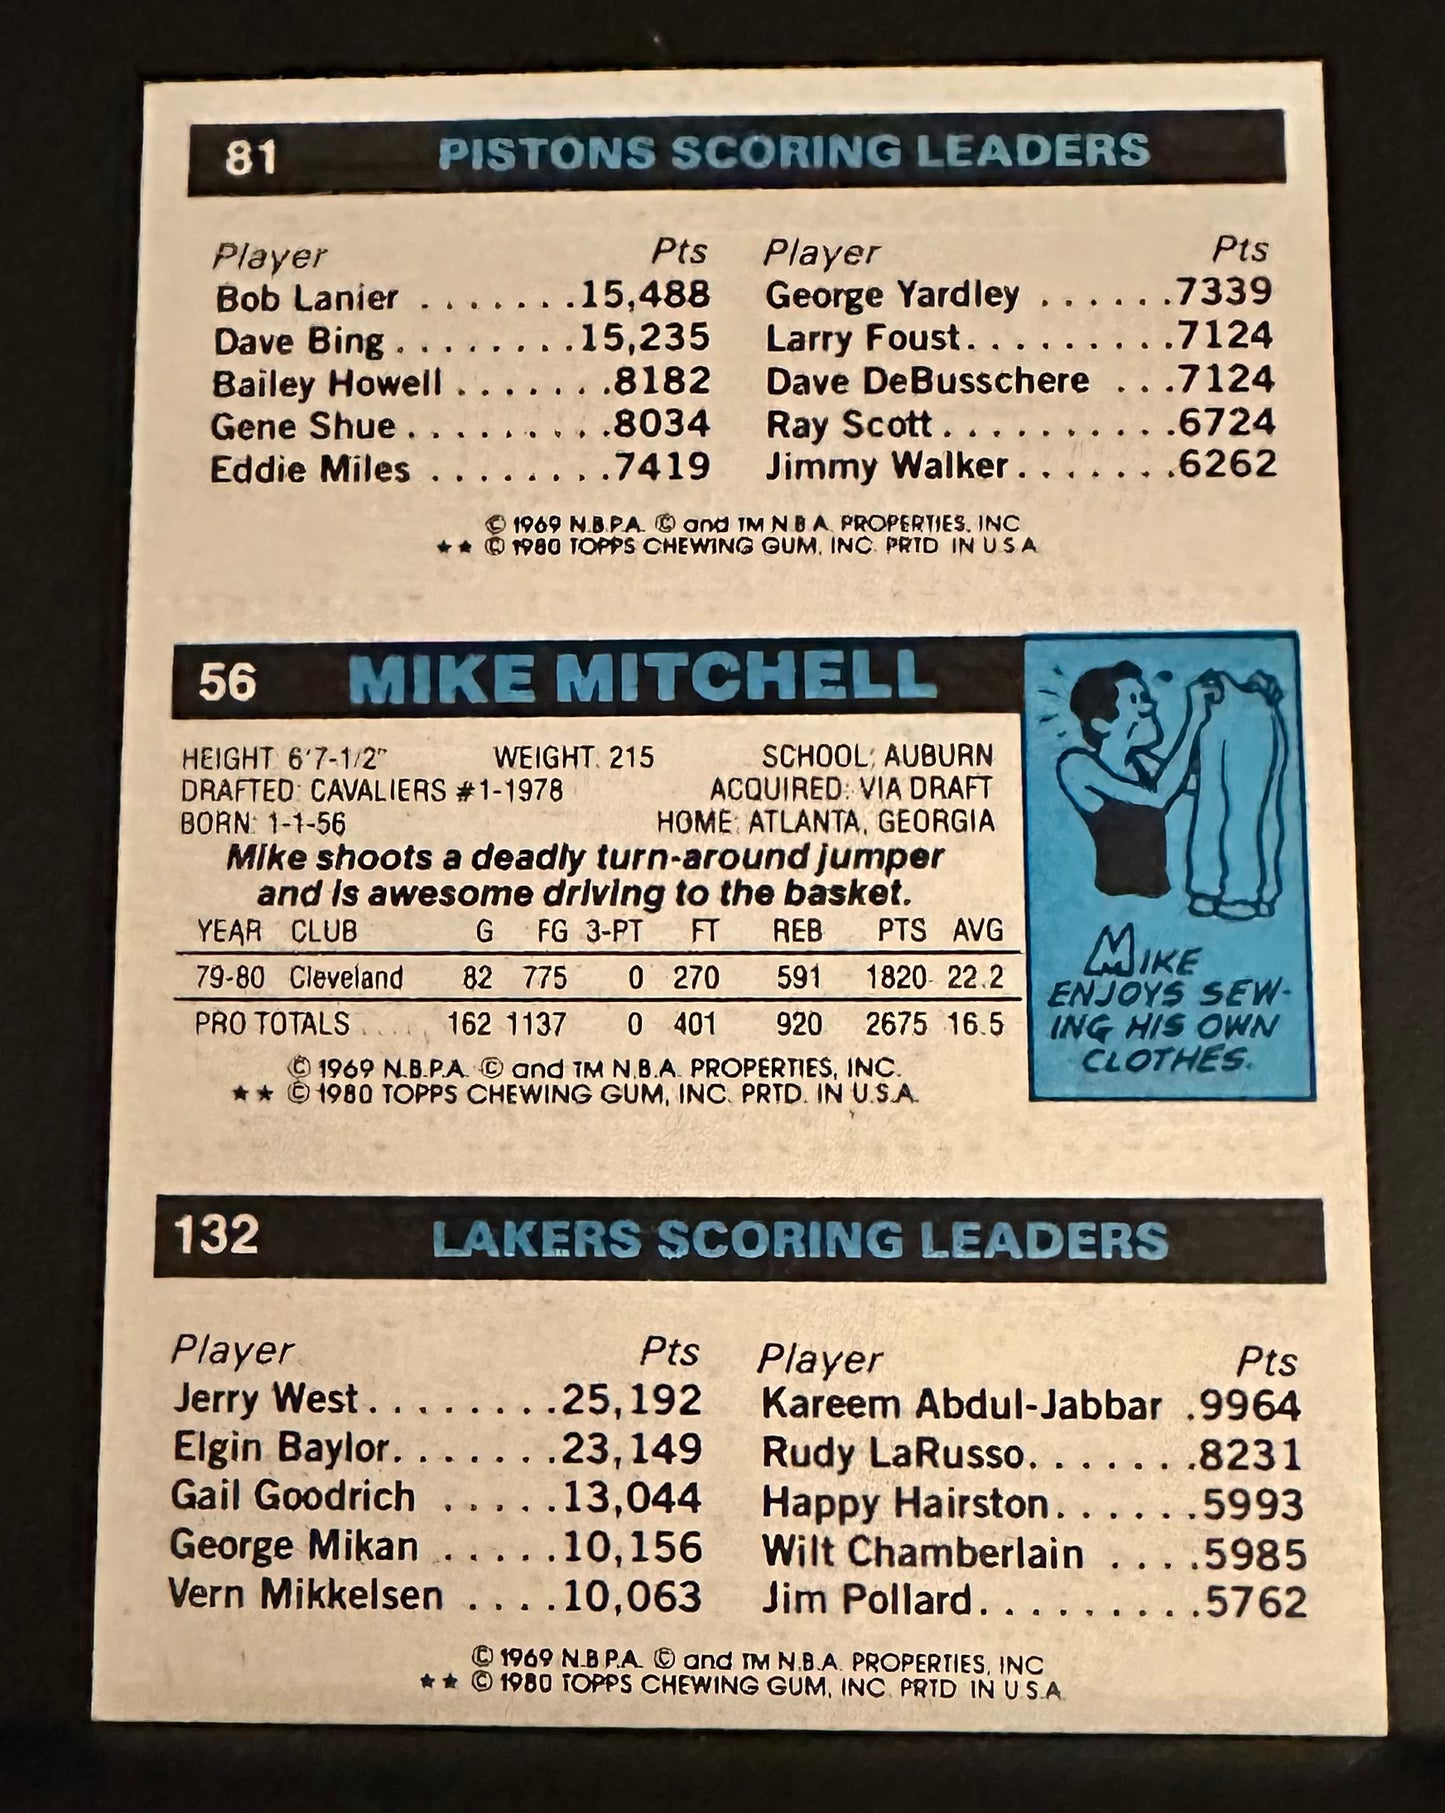 81 PISTONS SCORING LEADERS
Player Pts Player Pts
Bob Lanier . . . . . . .15,488 George Yardley . . . . . .7339
Dave Bing . . . . . . . .15,235 Larry Foust. . . . . . . . . .7124
Bailey Howell . . . . . . .8182 Dave DeBusschere . . .7124
Gene Shue . . . . . . . . .8034 Ray Scott . . . . . . . . . .6724
Eddie Miles . . . . . . . .7419 Jimmy Walker . . . . . . .6262
© 1969 N.B.P.A. © and TM N.B.A. PROPERTIES, INC
★★ © 1980 TOPPS CHEWING GUM, INC. PRTD IN U S A
56 MIKE MITCHELL
HEIGHT: 6'7-1/2" WEIGHT: 215 SCHOOL: AUBURN
DRAFTED: CAVALIERS #1-1978 ACQUIRED: VIA DRAFT
BORN: 1-1-56 HOME: ATLANTA, GEORGIA
Mike shoots a deadly turn-around jumper
and is awesome driving to the basket.
YEAR CLUB G FG 3-PT FT REB PTS AVG
79-80 Cleveland 82 775 0 270 591 1820 22.2
PRO TOTALS . . . . 162 1137 0 401 920 2675 16.5
© 1969 N.B.P.A. © and TM N.B.A. PROPERTIES, INC.
★★ © 1980 TOPPS CHEWING GUM, INC. PRTD. IN U.S.A.
MIKE
ENJOYS SEW-
ING HIS OWN
CLOTHES.
132 LAKERS SCORING LEADERS
Player Pts Player Pts
Jerry West . . . . . . . .25,192 Kareem Abdul-Jabbar .9964
Elgin Baylor. . . . . . .23,149 Rudy LaRusso. . . . . . .8231
Gail Goodrich . . . . .13,044 Happy Hairston. . . . . .5993
George Mikan . . . . .10,156 Wilt Chamberlain . . . .5985
Vern Mikkelsen . . . .10,063 Jim Pollard. . . . . . . . . .5762
© 1969 N.B.P.A. © and TM N.B.A. PROPERTIES, INC
★★ © 1980 TOPPS CHEWING GUM, INC. PRTD IN U S A